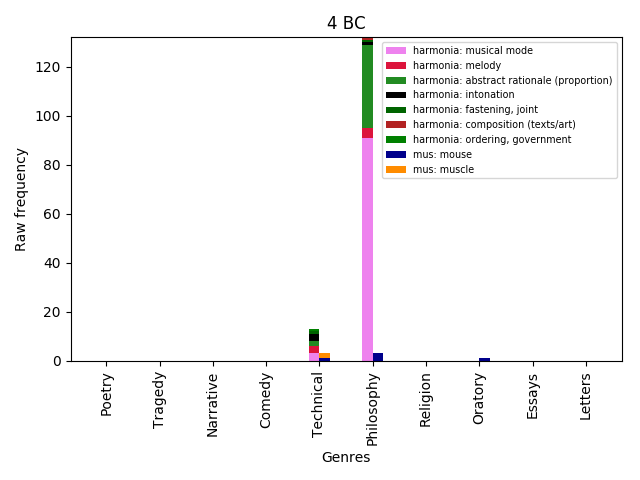 4 BC
harmonia: musical mode
harmonia: melody
harmonia: abstract rationale (proportion)
harmonia: intonation
harmonia: fastening, joint
harmonia: composition (texts/art)
harmonia: ordering, government
mus: mouse
mus: muscle
Raw frequency
120
100
80
60
40
20
0
Poetry
Tragedy
Narrative
Comedy
Technical
Philosophy
Religion
Oratory
Essays
Letters
Genres